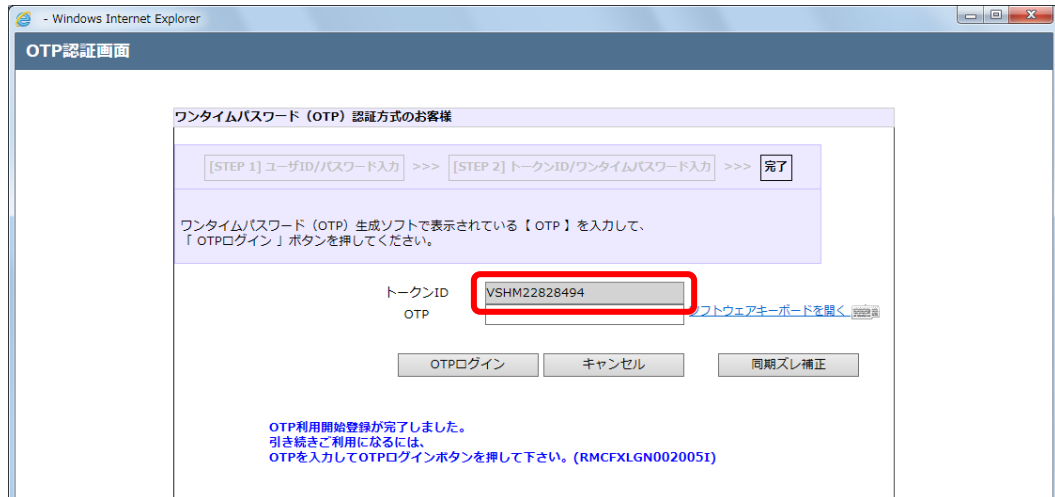 - Windows Internet Explorer
OTP認証画面
ワンタイムパスワード（OTP）認証方式のお客様
[STEP 1] ユーザID/パスワード入力 >>> [STEP 2] トークンID/ワンタイムパスワード入力 >>> 完了
ワンタイムパスワード（OTP）生成ソフトで表示されている【 OTP 】を入力して、
「 OTPログイン 」ボタンを押してください。
トークンID VSHM22828494
OTP ソフトウェアキーボードを開く
OTPログイン キャンセル 同期ズレ補正
OTP利用開始登録が完了しました。
引き続きご利用になるには、
OTPを入力してOTPログインボタンを押して下さい。(RMCFXLGN002005I)